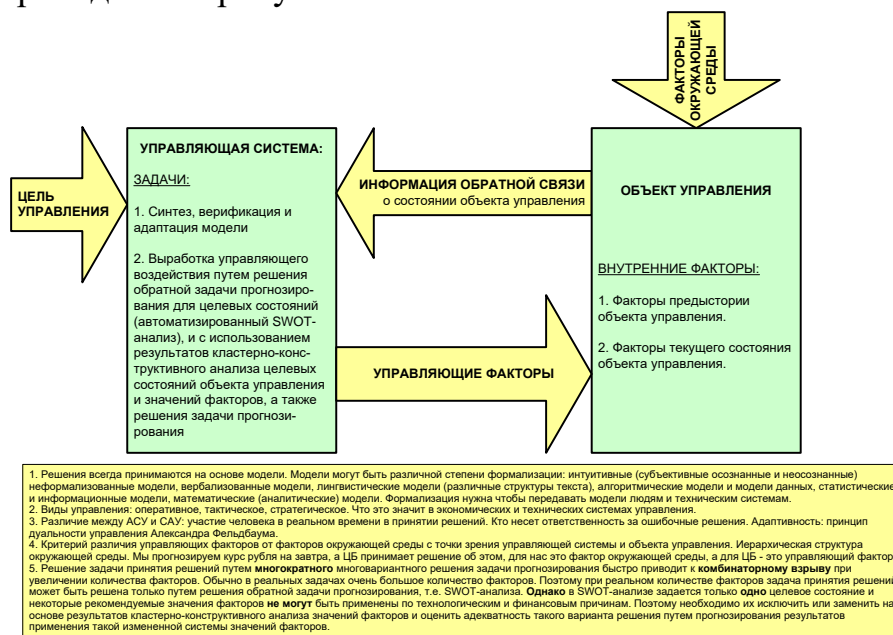 ФАКТОРЫ
ОКРУЖАЮЩЕЙ
СРЕДЫ
ЦЕЛЬ
УПРАВЛЕНИЯ
УПРАВЛЯЮЩАЯ СИСТЕМА:
ЗАДАЧИ:
1. Синтез, верификация и
адаптация модели
2. Выработка управляющего
воздействия путем решения
обратной задачи прогнозиро-
вания для целевых состояний
(автоматизированный SWOT-
анализ), и с использованием
результатов кластерно-конс-
труктивного анализа целевых
состояний объекта управления
и значений факторов, а также
решения задачи прогнози-
рования
ИНФОРМАЦИЯ ОБРАТНОЙ СВЯЗИ
о состоянии объекта управления
УПРАВЛЯЮЩИЕ ФАКТОРЫ
ОБЪЕКТ УПРАВЛЕНИЯ
ВНУТРЕННИЕ ФАКТОРЫ:
1. Факторы предыстории
объекта управления.
2. Факторы текущего состояния
объекта управления.
1. Решения всегда принимаются на основе модели. Модели могут быть различной степени формализации: интуитивные (субъективные осознанные и неосознанные)
неформализованные модели, вербализованные модели, лингвистические модели (различные структуры текста), алгоритмические модели и модели данных, статистические
и информационные модели, математические (аналитические) модели. Формализация нужна чтобы передавать модели людям и техническим системам.
2. Виды управления: оперативное, тактическое, стратегическое. Что это значит в экономических и технических системах управления.
3. Различие между АСУ и САУ: участие человека в реальном времени в принятии решений. Кто несет ответственность за ошибочные решения. Адаптивность: принцип
дуальности управления Александра Фельдбаума.
4. Критерий различия управляющих факторов от факторов окружающей среды с точки зрения управляющей системы и объекта управления. Иерархическая структура
окружающей среды. Мы прогнозируем курс рубля на завтра, а ЦБ принимает решение об этом, для нас это фактор окружающей среды, а для ЦБ - это управляющий фактор
5. Решение задачи принятия решений путем многократного многовариантного решения задачи прогнозирования быстро приводит к комбинаторному взрыву при
увеличении количества факторов. Обычно в реальных задачах очень большое количество факторов. Поэтому при реальном количестве факторов задача принятия решений
может быть решена только путем решения обратной задачи прогнозирования, т.е. SWOT-анализа. Однако в SWOT-анализе задается только одно целевое состояние и
некоторые рекомендуемые значения факторов не могут быть применены по технологическим и финансовым причинам. Поэтому необходимо их исключить или заменить на
основе результатов кластерно-конструктивного анализа значений факторов и оценить адекватность такого варианта решения путем прогнозирования результатов
применения такой измененной системы значений факторов.